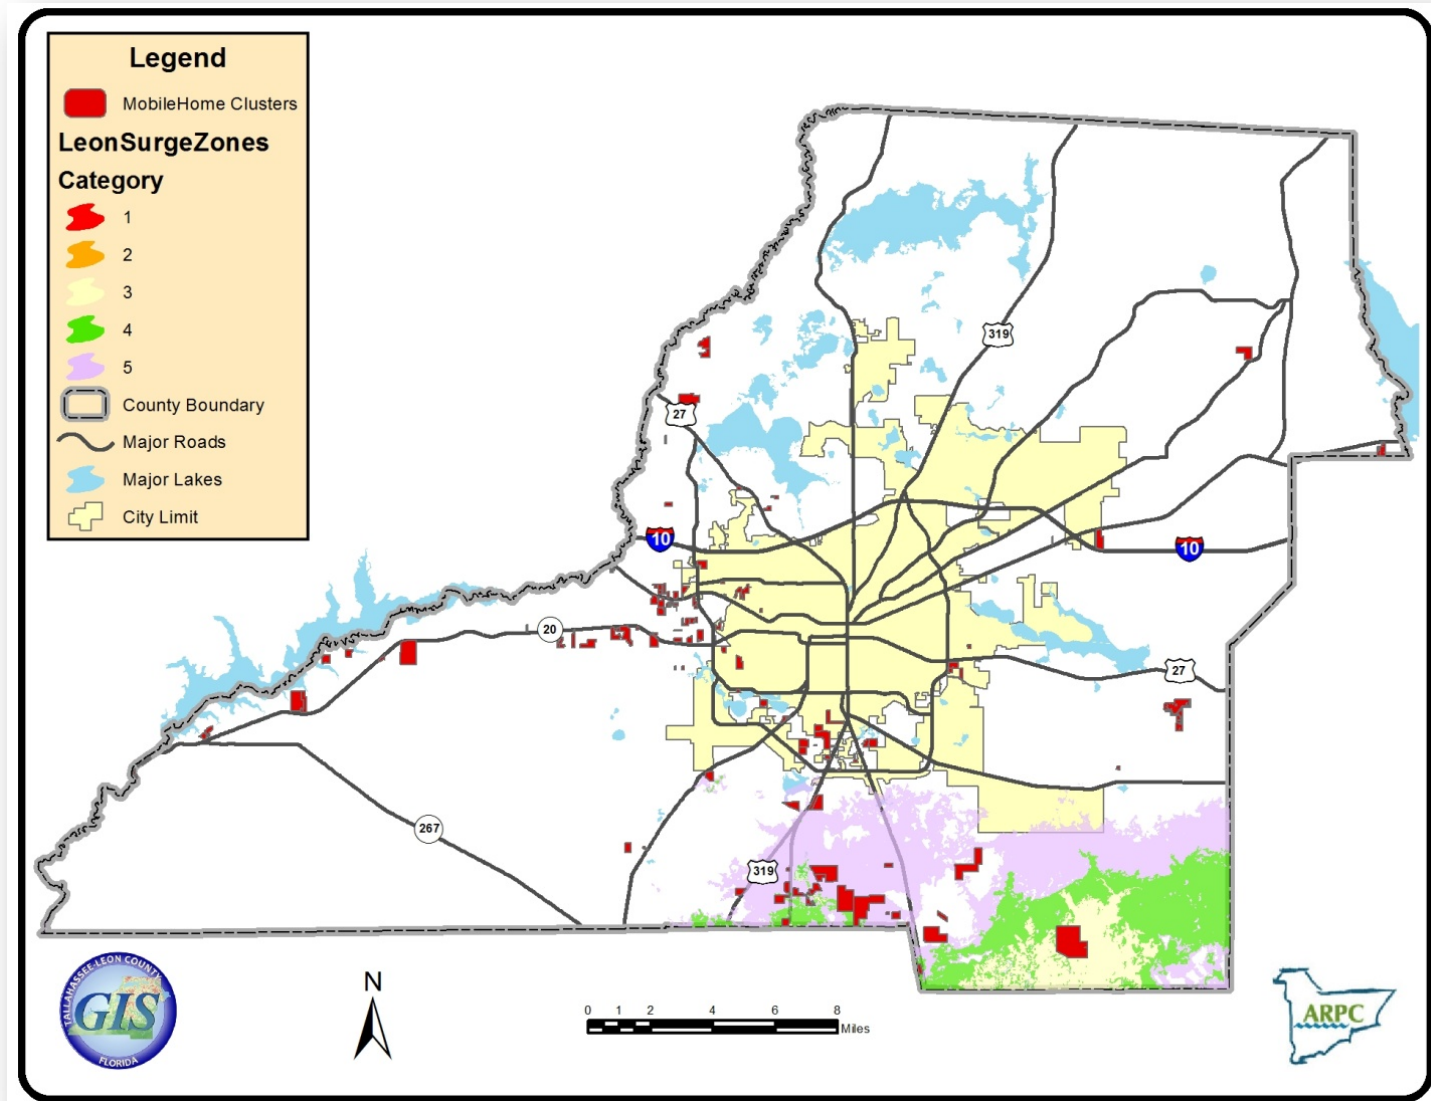 Legend
MobileHome Clusters
LeonSurgeZones
Category
1
2
3
4
5
County Boundary
Major Roads
Major Lakes
City Limit
319
27
10
10
20
27
267
319
TALLAHASSEE-LEON COUNTY
GIS
FLORIDA
N
0 1 2 4 6 8
Miles
ARPC